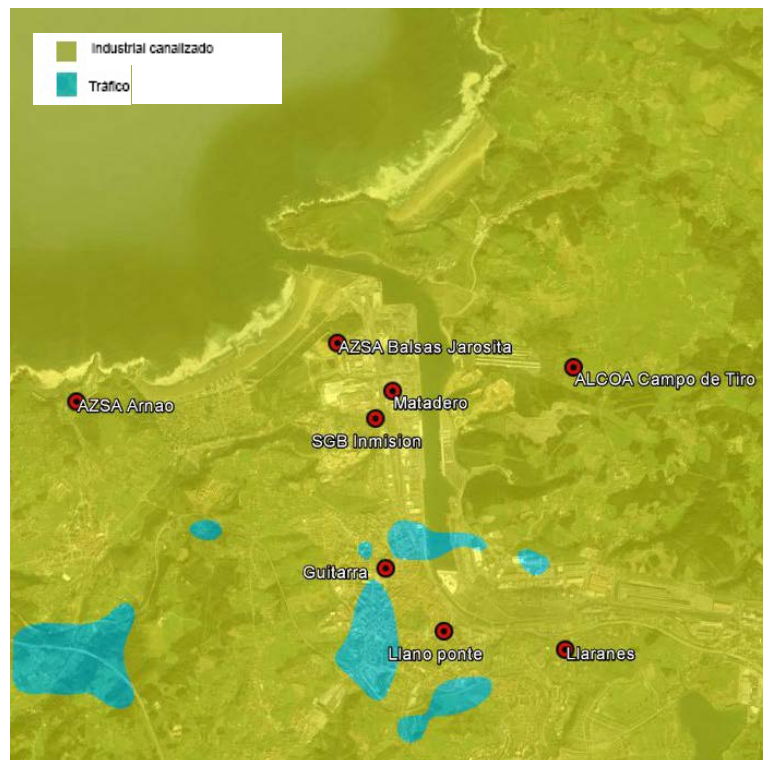 Industrial canalizado
Tráfico
AZSA Balsas Jarosita
ALCOA Campo de Tiro
AZSA Arnao
Matadero
SGB Inmision
Guitarra
Llano ponte
Llaranes